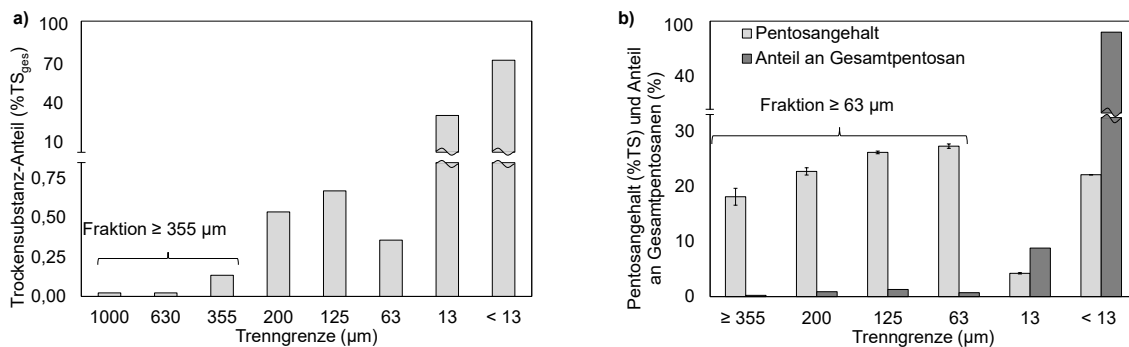 a)
Trockensubstanz-Anteil (%TSges)
100
70
40
10
0,75
0,50
0,25
0,00
Fraktion ≥ 355 µm
1000 630 355 200 125 63 13 < 13
Trenngrenze (µm)
b)
Pentosangehalt (%TS) und Anteil
an Gesamtpentosanen (%)
100
40
30
20
10
0
Pentosangehalt
Anteil an Gesamtpentosan
Fraktion ≥ 63 µm
≥ 355 200 125 63 13 < 13
Trenngrenze (µm)